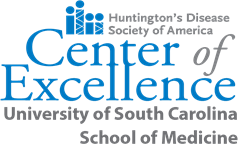 Huntington's Disease
Society of America
Center of
Excellence
University of South Carolina
School of Medicine